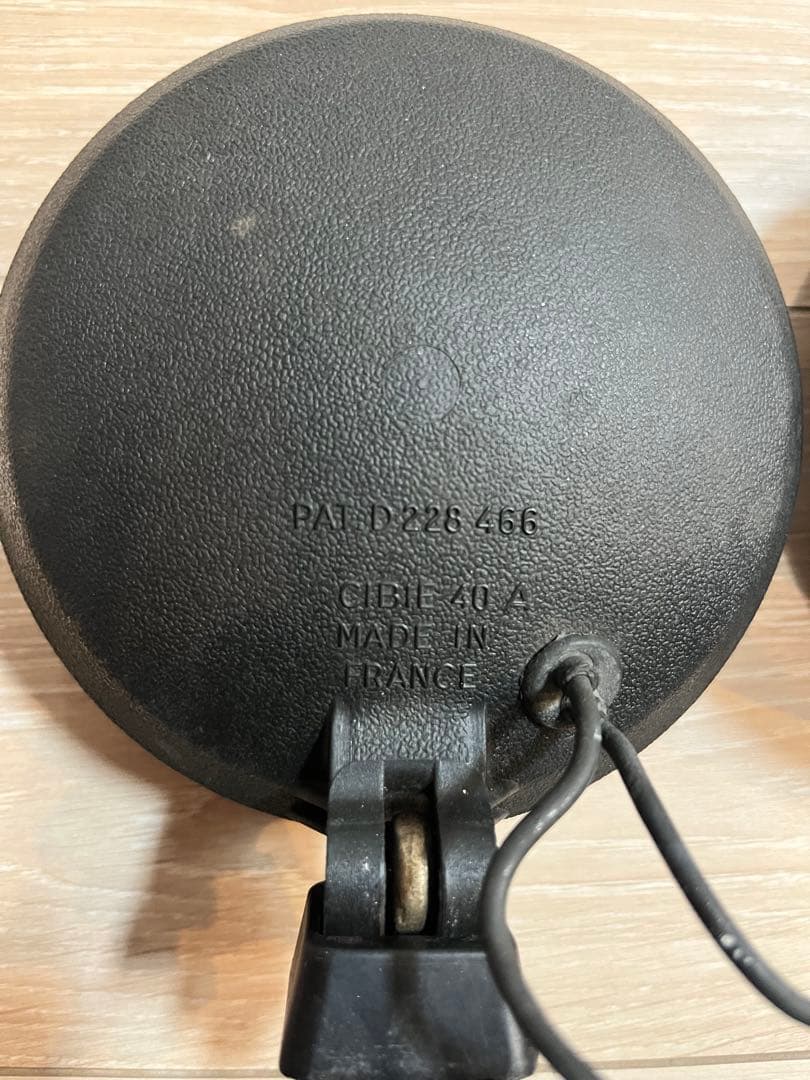 PAT. D 228 466
CIBIE 40 A
MADE IN
FRANCE